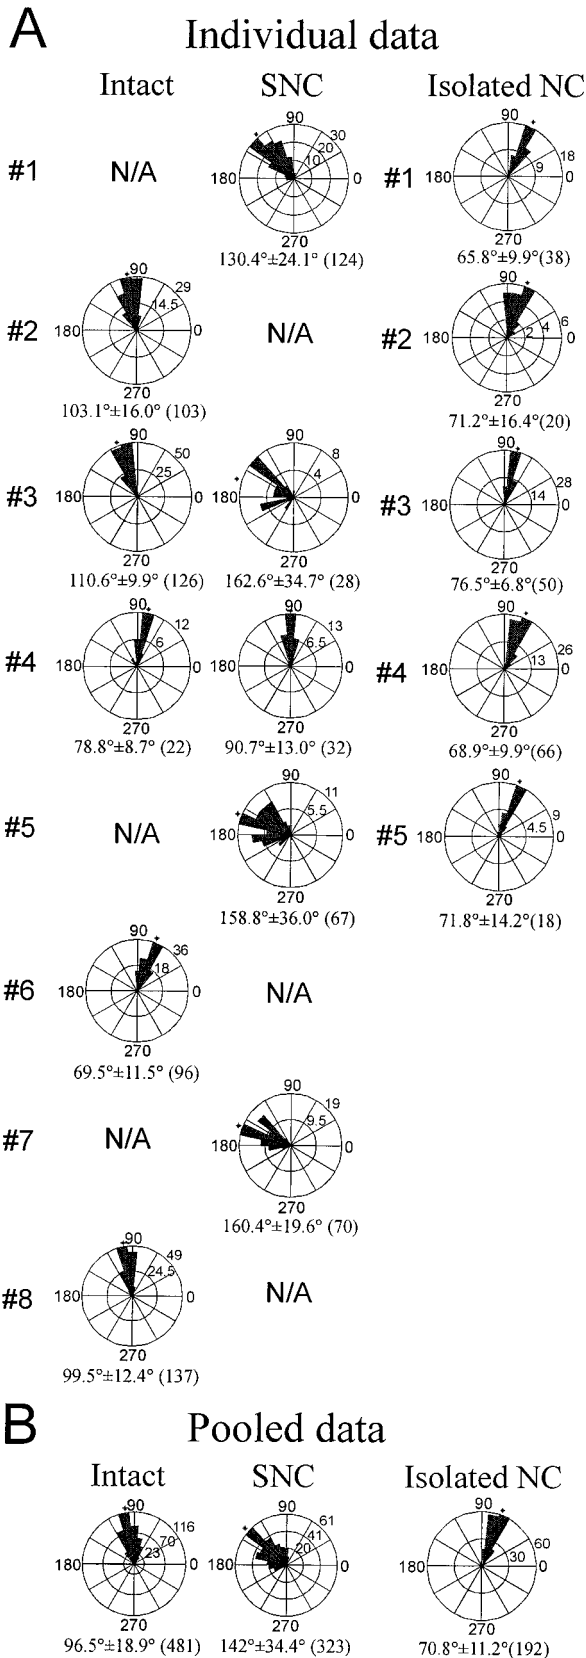 A Individual data
Intact SNC Isolated NC
#1 N/A 90 180 0 270 10 20 30 #1 90 180 0 270 9 18
130.4°±24.1° (124) 65.8°±9.9°(38)
#2 90 180 0 270 14.5 29 N/A #2 90 180 0 270 2 4 6
103.1°±16.0° (103) 71.2°±16.4°(20)
#3 90 180 0 270 25 50 90 180 0 270 4 8 #3 90 180 0 270 14 28
110.6°±9.9° (126) 162.6°±34.7° (28) 76.5°±6.8°(50)
#4 90 180 0 270 6 12 90 180 0 270 6.5 13 #4 90 180 0 270 13 26
78.8°±8.7° (22) 90.7°±13.0° (32) 68.9°±9.9°(66)
#5 N/A 90 180 0 270 5.5 11 #5 90 180 0 270 4.5 9
158.8°±36.0° (67) 71.8°±14.2°(18)
#6 90 180 0 270 18 36 N/A
69.5°±11.5° (96)
#7 N/A 90 180 0 270 9.5 19
160.4°±19.6° (70)
#8 90 180 0 270 24.5 49 N/A
99.5°±12.4° (137)
B Pooled data
Intact SNC Isolated NC
90 180 0 270 23 70 116 90 180 0 270 20 41 61 90 180 0 270 30 60
96.5°±18.9° (481) 142°±34.4° (323) 70.8°±11.2°(192)